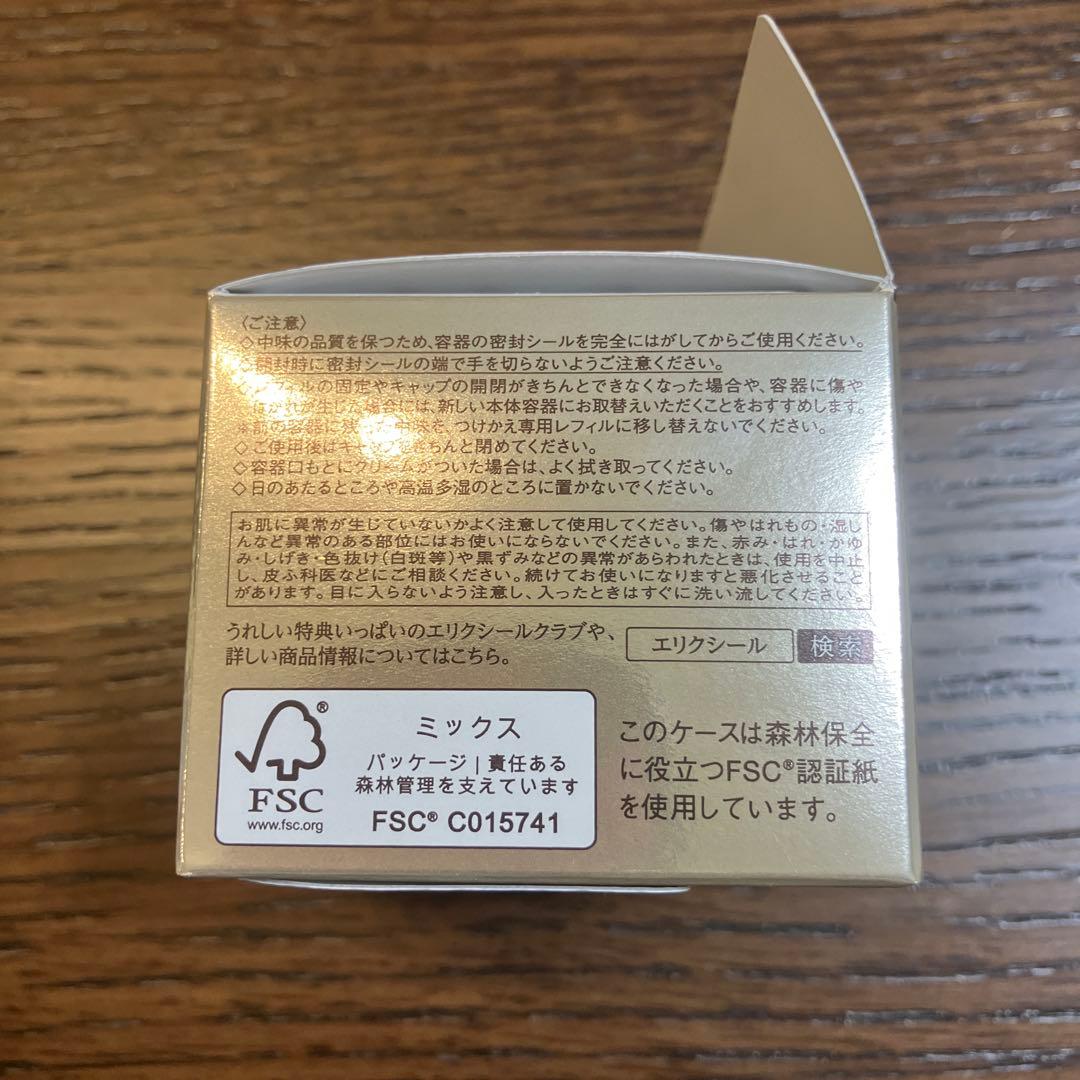 〈ご注意〉
◇中味の品質を保つため、容器の密封シールを完全にはがしてからご使用ください。
◇開封時に密封シールの端で手を切らないようご注意ください。
フィルの固定やキャップの開閉がきちんとできなくなった場合や、容器に傷や
生じた場合には、新しい本体容器にお取替えいただくことをおすすめします。
中味を、つけかえ専用レフィルに移し替えないでください。
◇ご使用後はキャップをきちんと閉めてください。
◇容器口もとにクリームがついた場合は、よく拭き取ってください。
◇日のあたるところや高温多湿のところに置かないでください。
お肌に異常が生じていないかよく注意して使用してください。傷やはれもの・湿し
んなど異常のある部位にはお使いにならないでください。また、赤み・はれ・かゆ
み・しげき・色抜け(白斑等)や黒ずみなどの異常があらわれたときは、使用を中止
し、皮ふ科医などにご相談ください。続けてお使いになりますと悪化させること
があります。目に入らないよう注意し、入ったときはすぐに洗い流してください。
うれしい特典いっぱいのエリクシールクラブや、
詳しい商品情報についてはこちら。
エリクシール 検索
FSC®
www.fsc.org
ミックス
パッケージ|責任ある
森林管理を支えています
FSC® C015741
このケースは森林保全
に役立つFSC®認証紙
を使用しています。